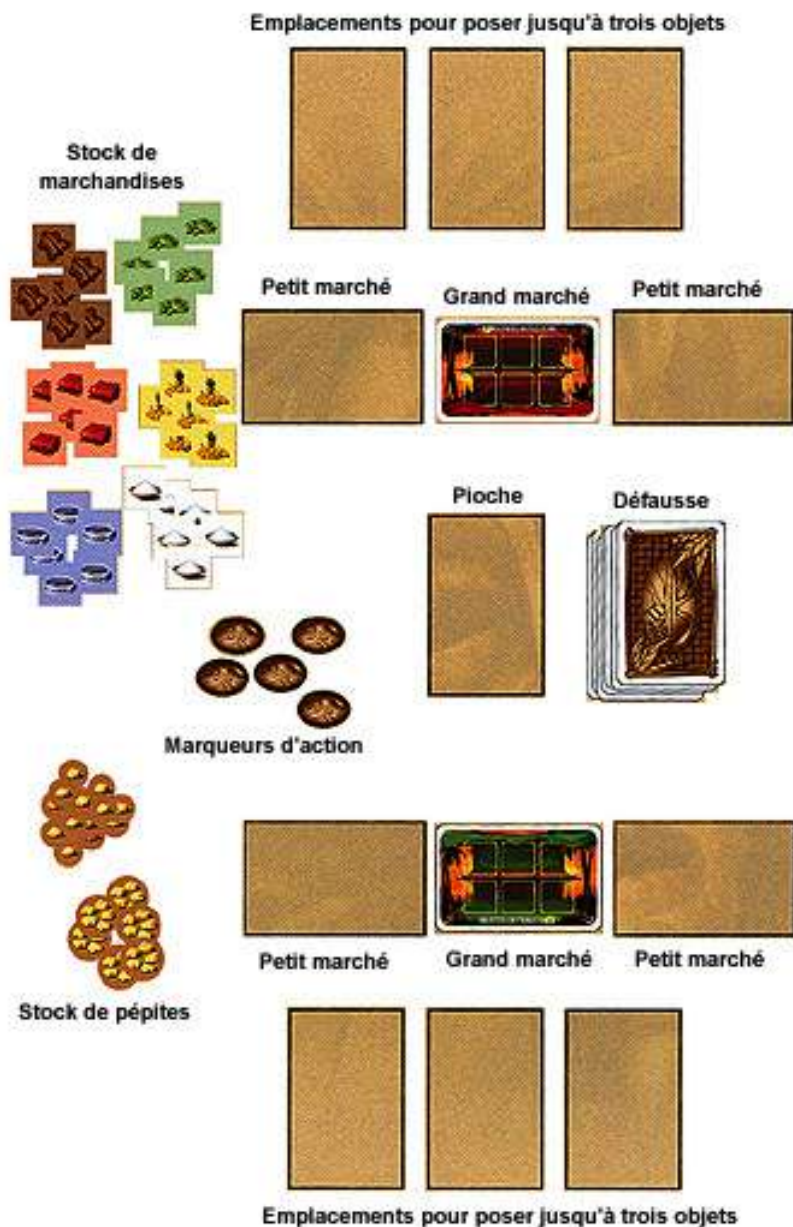 Emplacements pour poser jusqu'à trois objets
Stock de
marchandises
Petit marché
Grand marché
Petit marché
Pioche
Défausse
Marqueurs d'action
Petit marché
Grand marché
Petit marché
Stock de pépites
Emplacements pour poser jusqu'à trois objets